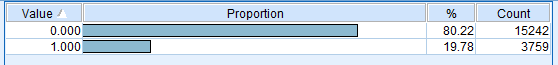 Value Proportion % Count
0.000 80.22 15242
1.000 19.78 3759